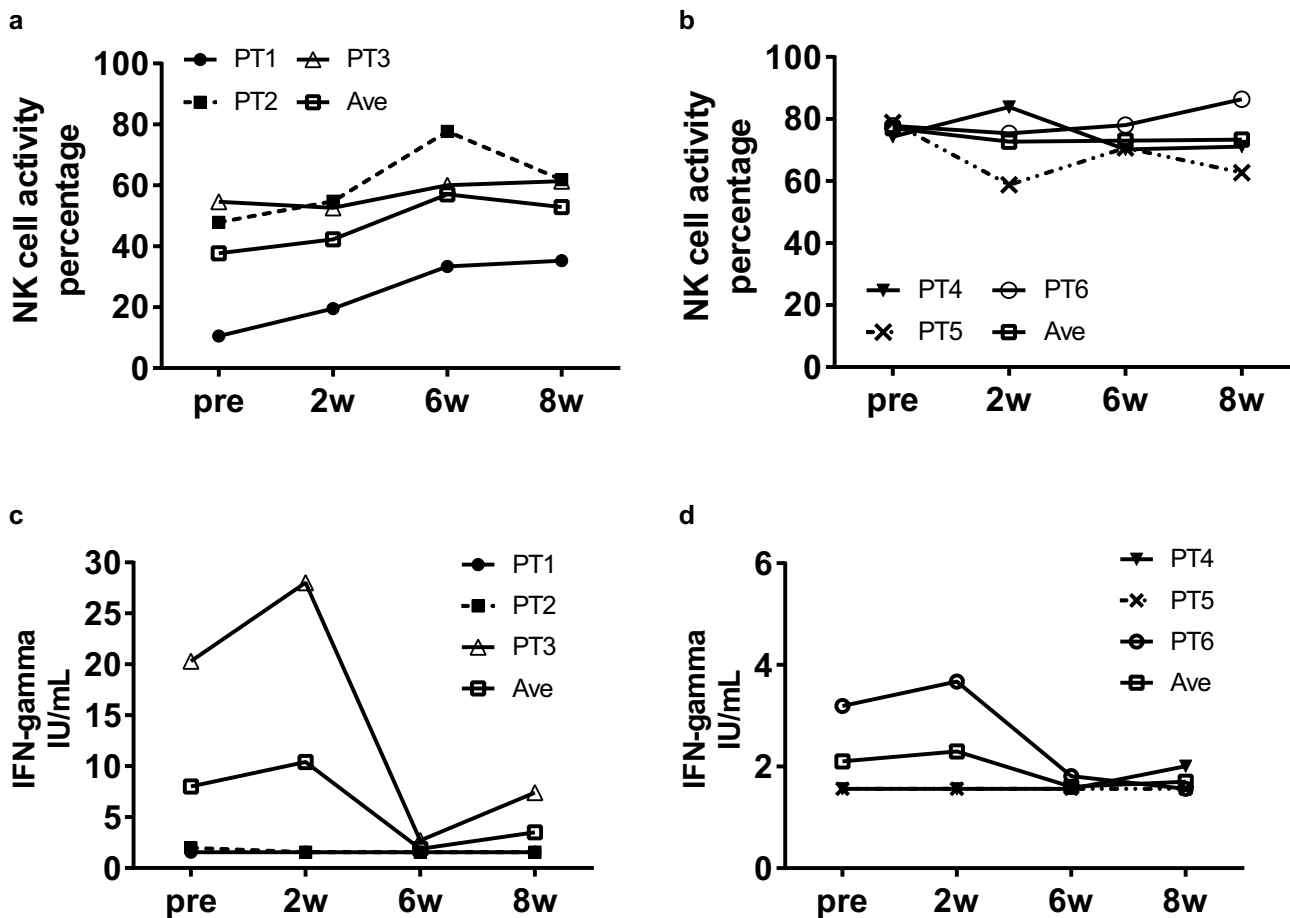 a
PT1 PT3
PT2 Ave
NK cell activity
percentage
100
80
60
40
20
0
pre 2w 6w 8w
b
NK cell activity
percentage
100
80
60
40
20
0
PT4 PT6
PT5 Ave
pre 2w 6w 8w
c
IFN-gamma
IU/mL
30
25
20
15
10
5
0
PT1
PT2
PT3
Ave
pre 2w 6w 8w
d
IFN-gamma
IU/mL
6
4
2
0
PT4
PT5
PT6
Ave
pre 2w 6w 8w